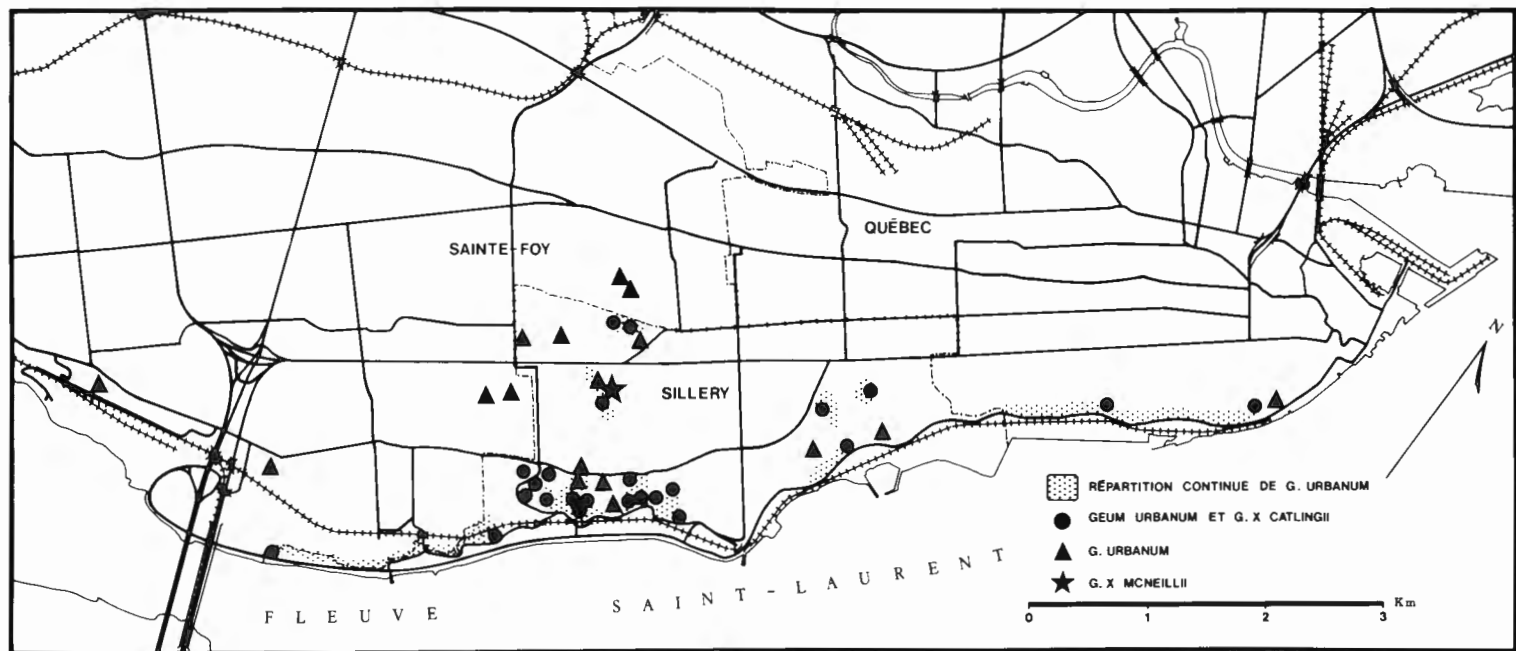 QUÉBEC
SAINTE-FOY
SILLERY
N
RÉPARTITION CONTINUE DE G. URBANUM
GEUM URBANUM ET G. X CATLINGII
G. URBANUM
G. X MCNEILLII
Km
0 1 2 3
FLEUVE SAINT-LAURENT